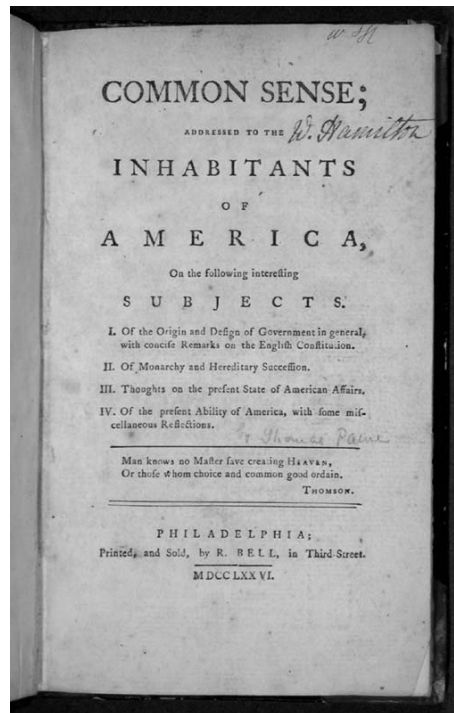 COMMON SENSE;
ADDRESSED TO THE
W. Hamilton
INHABITANTS
OF
AMERICA,
On the following intereſting
SUBJECTS.
I. Of the Origin and Deſign of Government in general,
with conciſe Remarks on the Engliſh Conſtitution.
II. Of Monarchy and Hereditary Succeſſion.
III. Thoughts on the preſent State of American Affairs.
IV. Of the preſent Ability of America, with ſome miſ-
cellaneous Reflections.
By Thomas Paine
Man knows no Maſter ſave creating HEAVEN,
Or thoſe whom choice and common good ordain.
THOMSON.
PHILADELPHIA;
Printed, and Sold, by R. BELL, in Third-Street.
MDCCLXXVI.